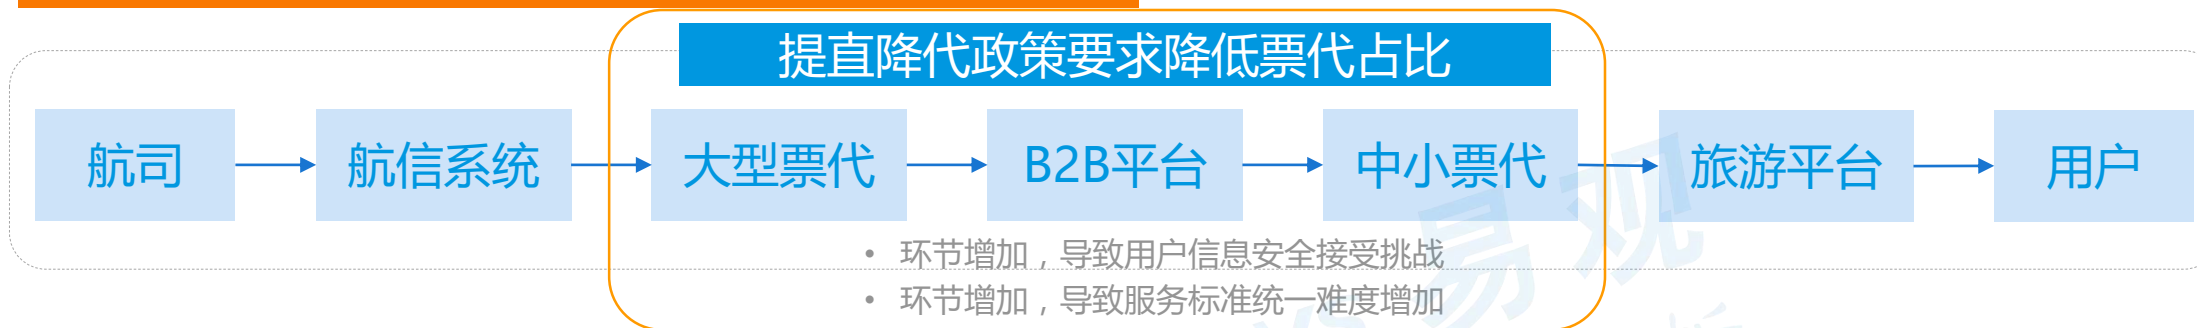 提直降代政策要求降低票代占比
航司
航信系统
大型票代
B2B平台
中小票代
旅游平台
用户
• 环节增加，导致用户信息安全接受挑战
• 环节增加，导致服务标准统一难度增加
易观
析